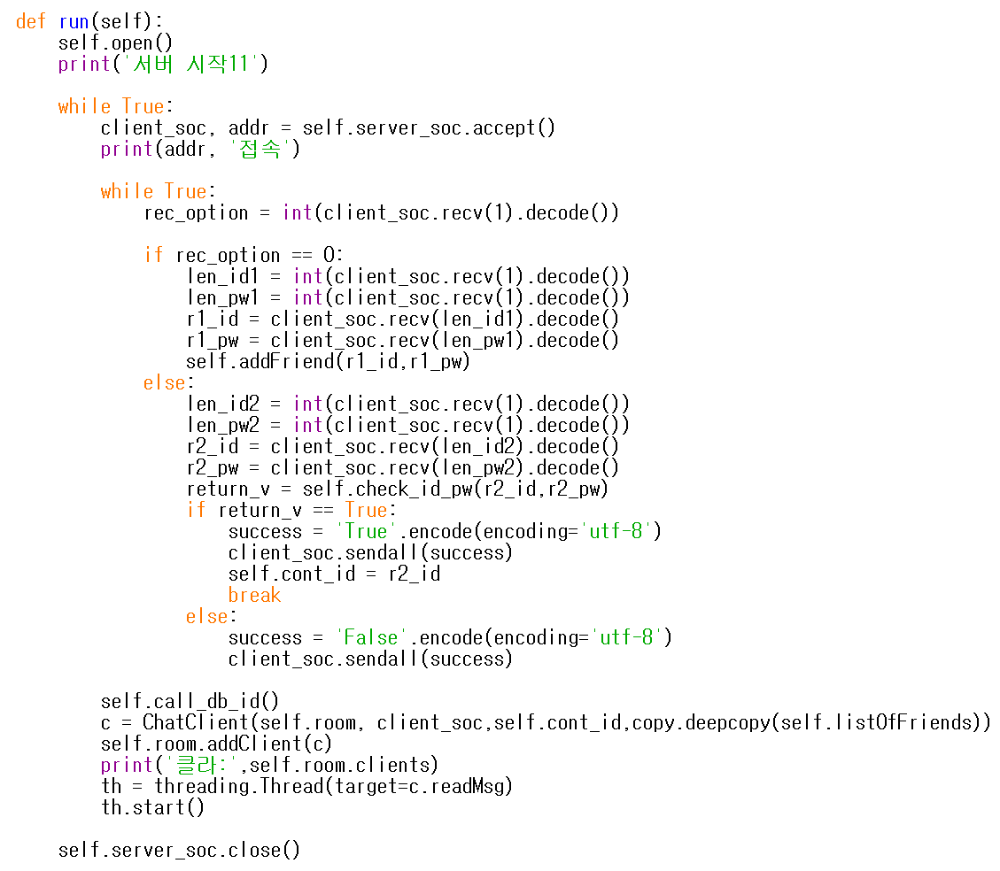 def run(self):
    self.open()
    print('서버 시작11')

    while True:
        client_soc, addr = self.server_soc.accept()
        print(addr, '접속')

        while True:
            rec_option = int(client_soc.recv(1).decode())

            if rec_option == 0:
                len_id1 = int(client_soc.recv(1).decode())
                len_pw1 = int(client_soc.recv(1).decode())
                r1_id = client_soc.recv(len_id1).decode()
                r1_pw = client_soc.recv(len_pw1).decode()
                self.addFriend(r1_id,r1_pw)
            else:
                len_id2 = int(client_soc.recv(1).decode())
                len_pw2 = int(client_soc.recv(1).decode())
                r2_id = client_soc.recv(len_id2).decode()
                r2_pw = client_soc.recv(len_pw2).decode()
                return_v = self.check_id_pw(r2_id,r2_pw)
                if return_v == True:
                    success = 'True'.encode(encoding='utf-8')
                    client_soc.sendall(success)
                    self.cont_id = r2_id
                    break
                else:
                    success = 'False'.encode(encoding='utf-8')
                    client_soc.sendall(success)

        self.call_db_id()
        c = ChatClient(self.room, client_soc,self.cont_id,copy.deepcopy(self.listOfFriends))
        self.room.addClient(c)
        print('클라:',self.room.clients)
        th = threading.Thread(target=c.readMsg)
        th.start()

    self.server_soc.close()